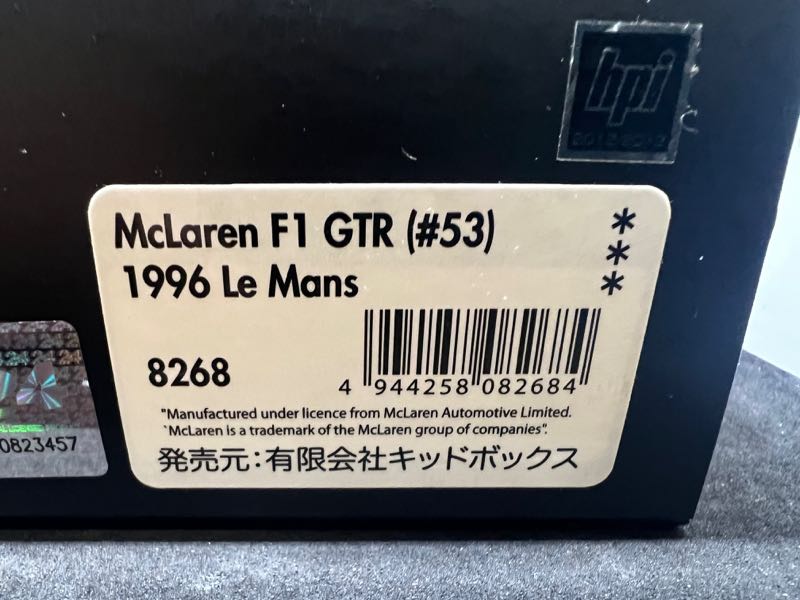 hpi
McLaren F1 GTR (#53)
1996 Le Mans
***
8268
4 944258 082684
"Manufactured under licence from McLaren Automotive Limited.
`McLaren is a trademark of the McLaren group of companies".
発売元:有限会社キッドボックス
0823457